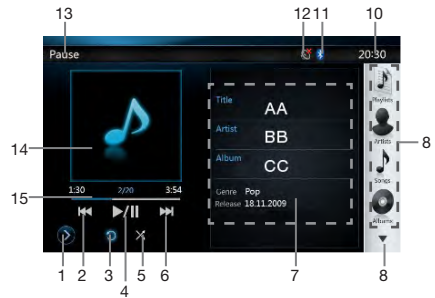 13 12 11 10
Pause 20:30
Title AA
Artist BB
Album CC
Genre Pop
Release 18.11.2009
Playlists
Artists
Songs
Albums
8
14
15
1:30 2/20 3:54
1 2 3 4 5 6 7 8